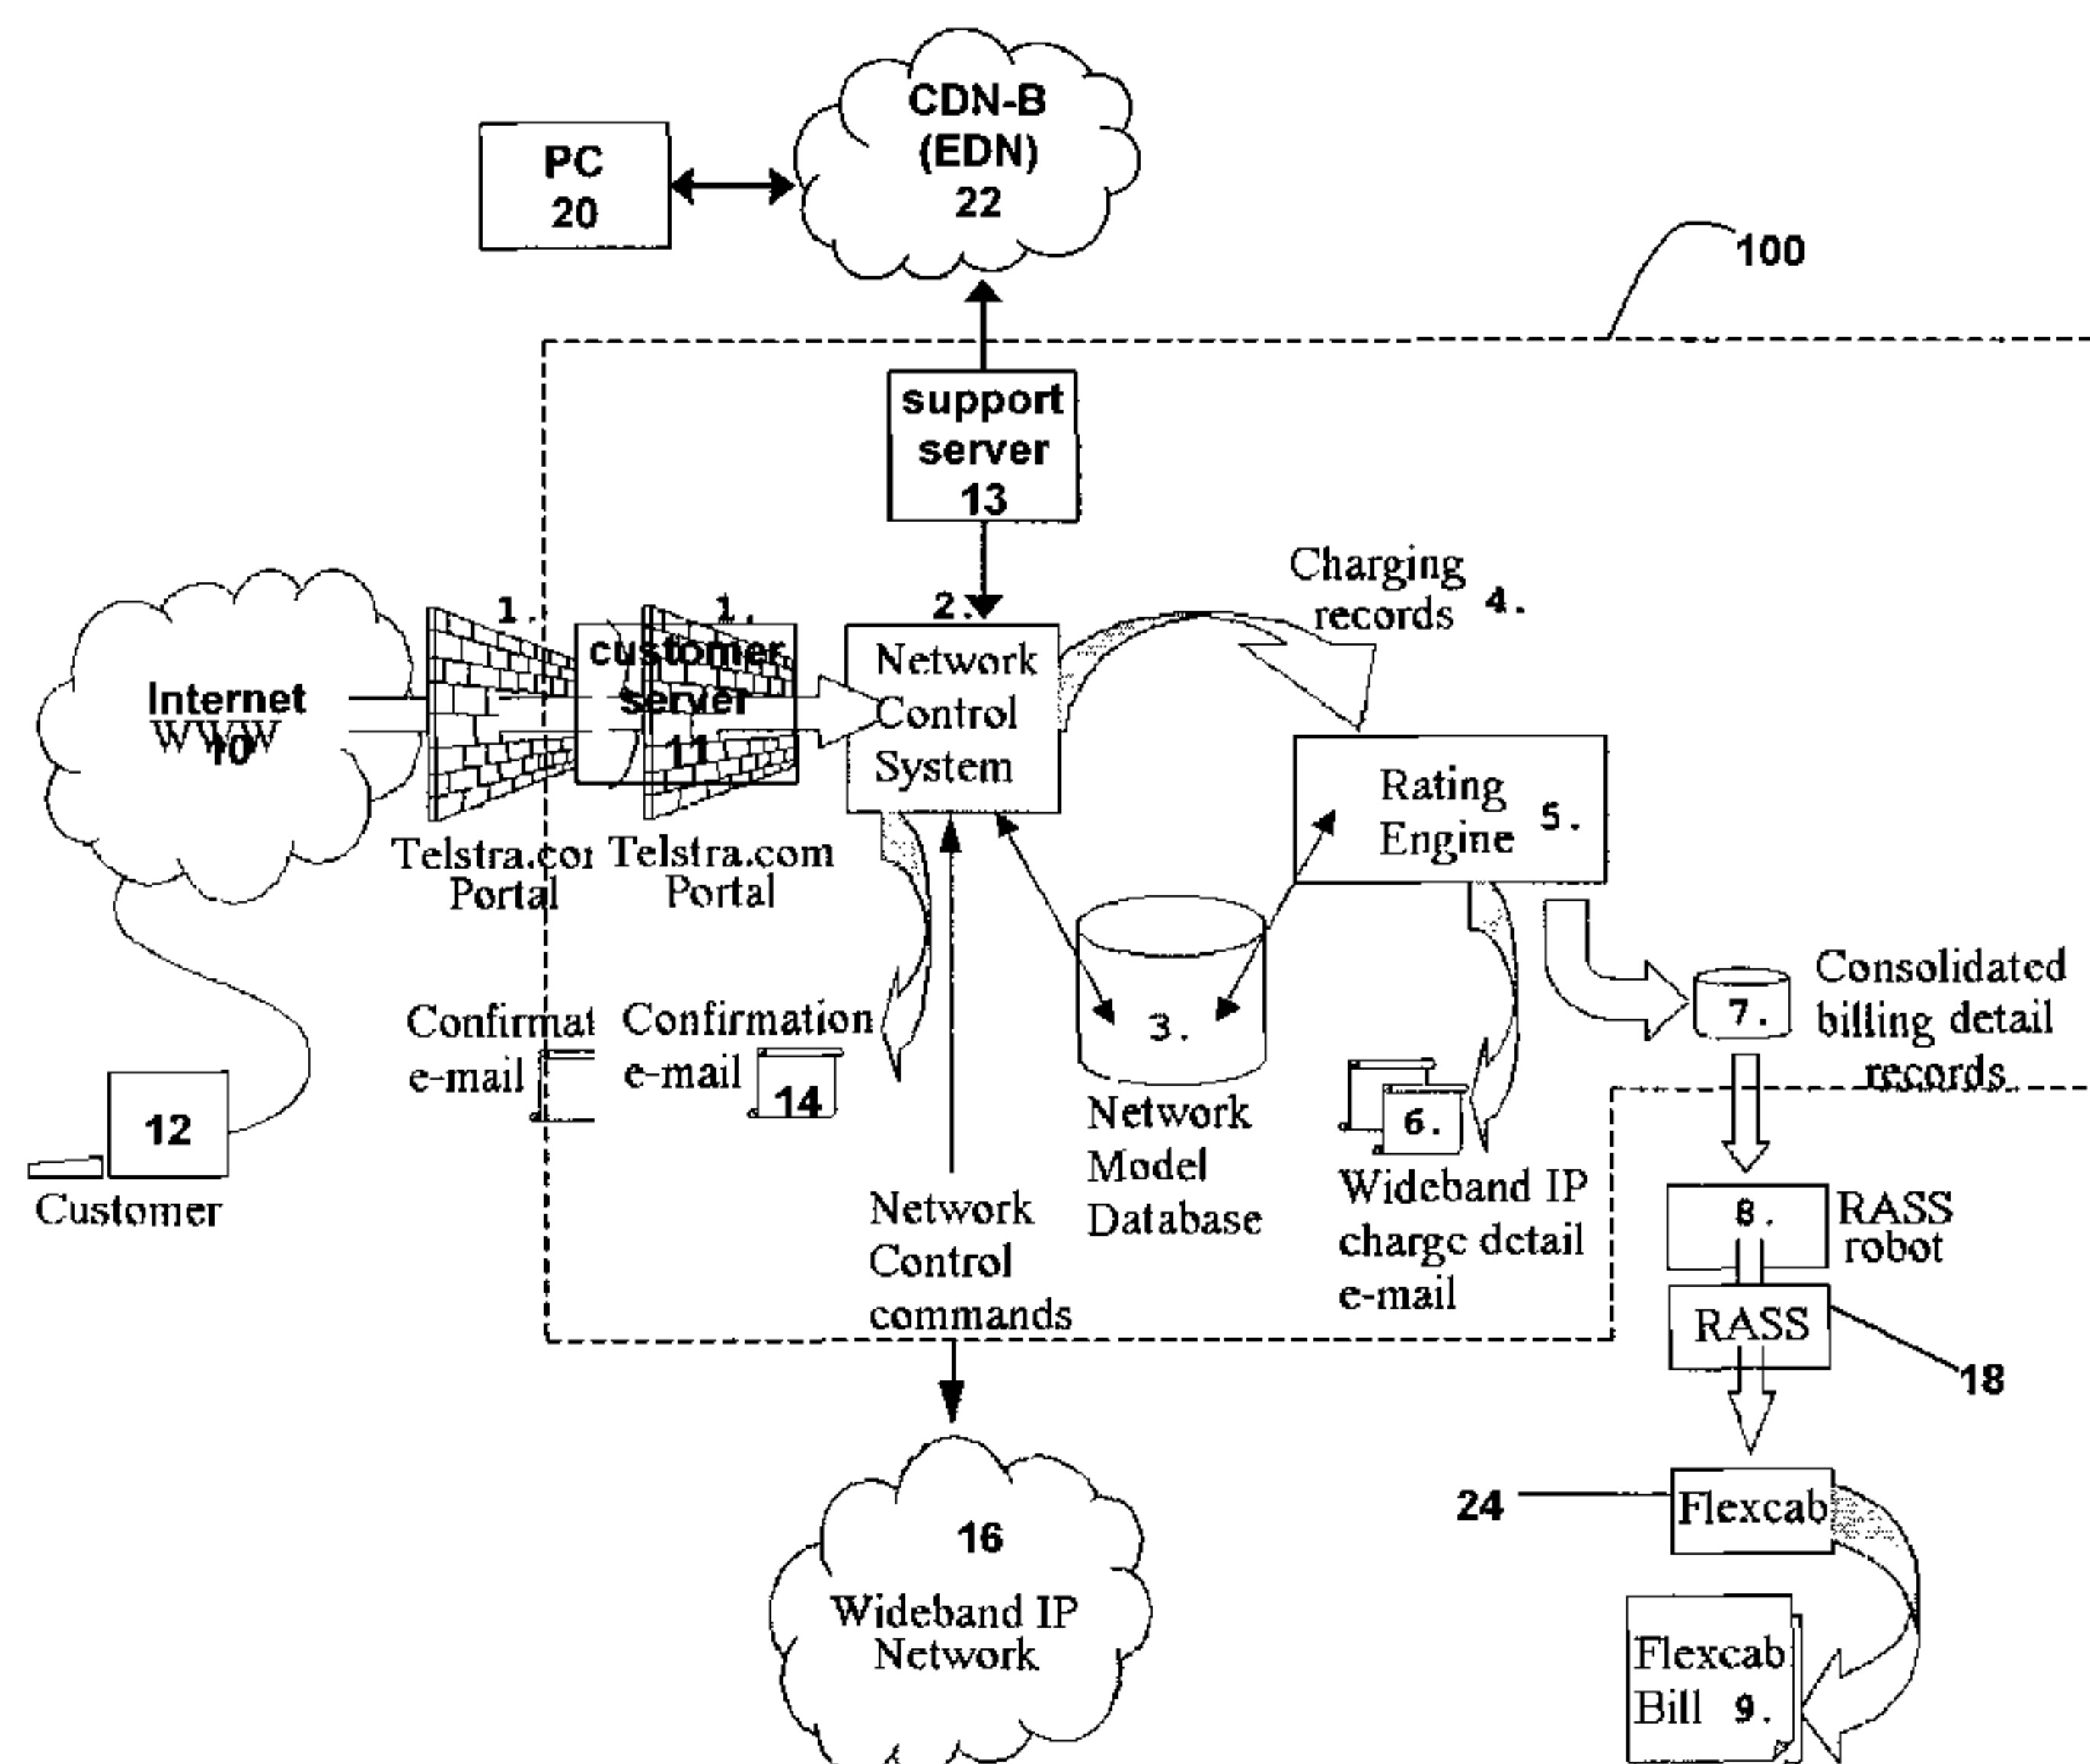 CDN-B
(EDN)
22
PC
20
100
support
server
13
Charging
records 4.
1.
1.
2.
customer
server
11
Network
Control
System
Internet
WWW
10
Rating
Engine 5.
Telstra.cor
Portal
Telstra.com
Portal
Consolidated
billing detail
records
7.
3.
Confirmat
e-mail
Confirmation
e-mail
14
6.
12
Customer
Network
Model
Database
Network
Control
commands
Wideband IP
charge detail
e-mail
8.
RASS
robot
RASS
18
24
Flexcab
16
Wideband IP
Network
Flexcab
Bill 9.